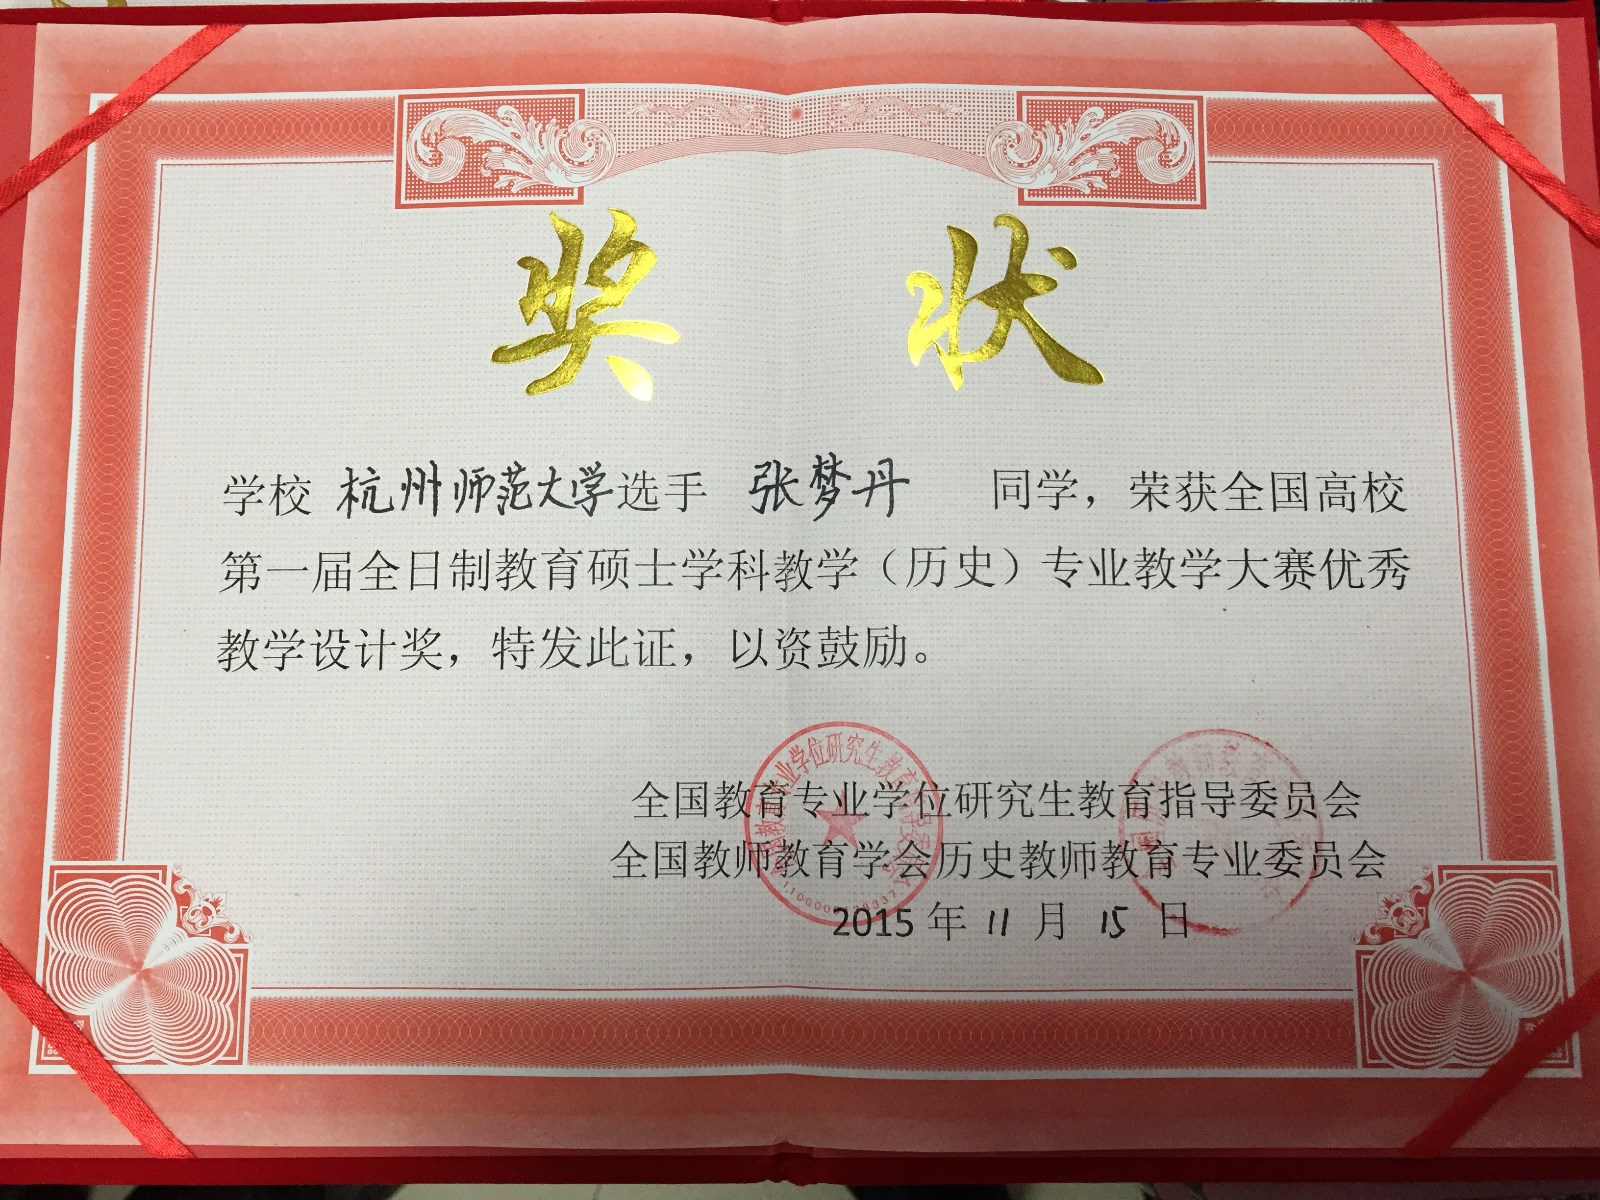 奖 状
学校 杭州师范大学选手 张梦丹 同学，荣获全国高校
第一届全日制教育硕士学科教学（历史）专业教学大赛优秀
教学设计奖，特发此证，以资鼓励。
全国教育专业学位研究生教育指导委员会
全国教师教育学会历史教师教育专业委员会
2015年 11 月 15 日